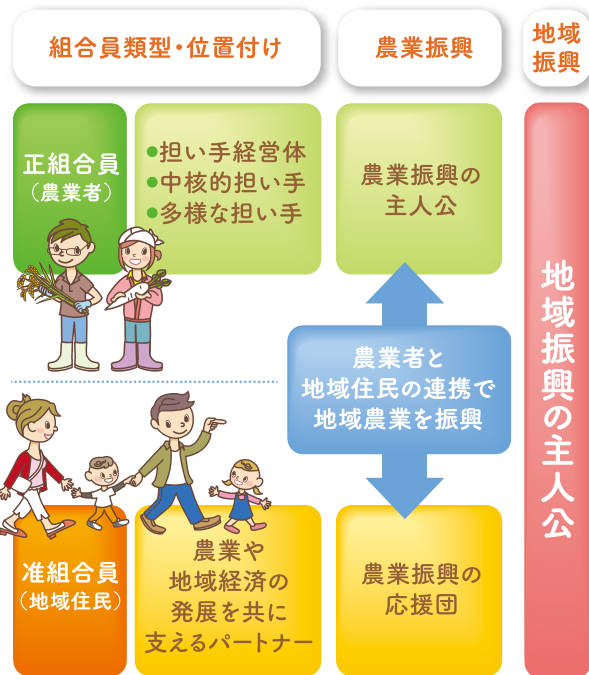 組合員類型・位置付け
農業振興
地域
振興
正組合員
（農業者）
●担い手経営体
●中核的担い手
●多様な担い手
農業振興の
主人公
農業者と
地域住民の連携で
地域農業を振興
准組合員
（地域住民）
農業や
地域経済の
発展を共に
支えるパートナー
農業振興の
応援団
地域振興の主人公